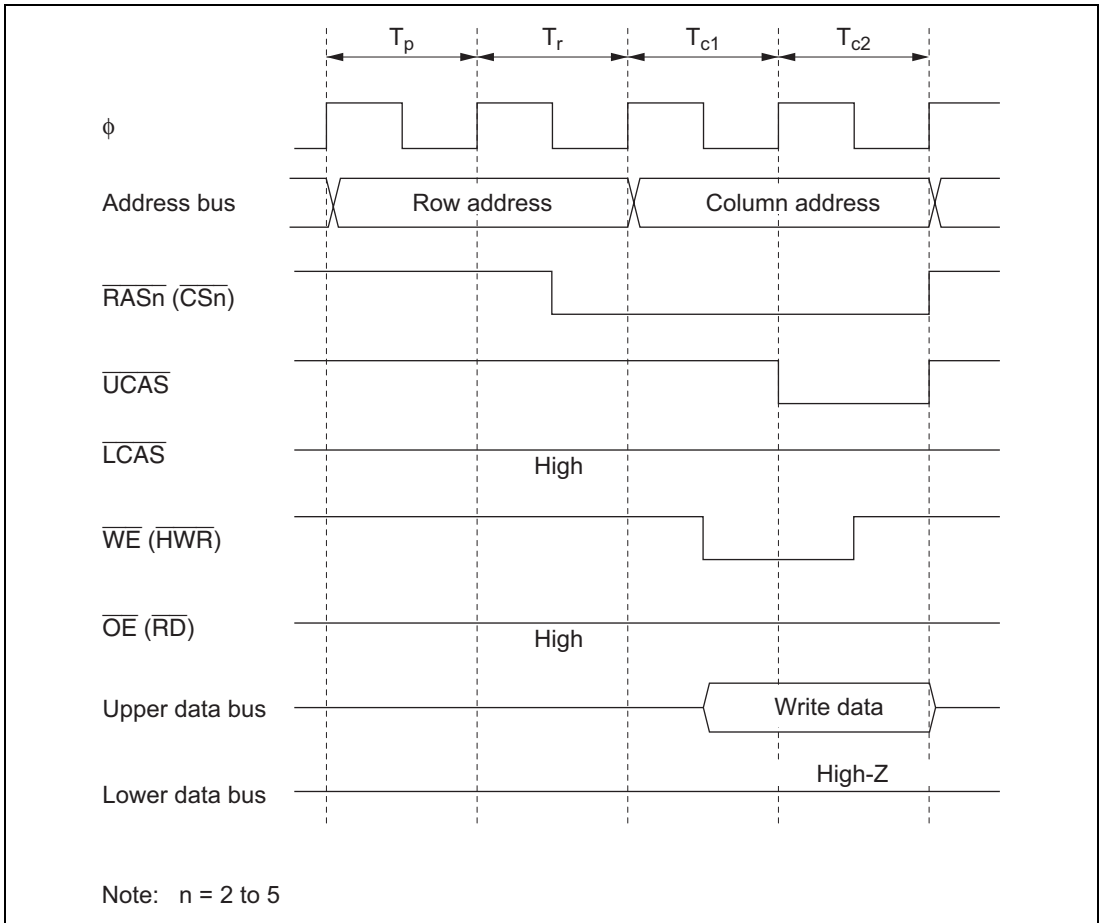 Tp Tr Tc1 Tc2
ϕ
Address bus Row address Column address
RASn (CSn)
UCAS
LCAS
High
WE (HWR)
OE (RD)
High
Upper data bus Write data
High-Z
Lower data bus
Note: n = 2 to 5